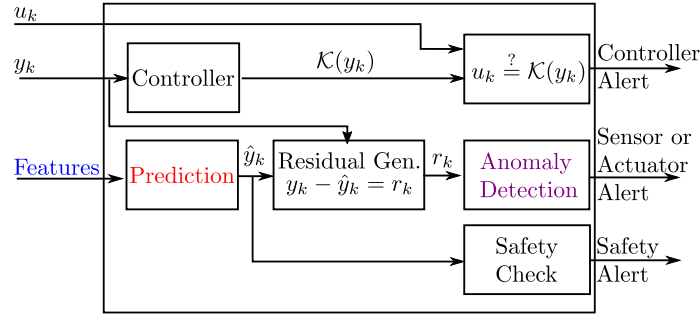 u_k
y_k
Controller
𝒦(y_k)
u_k ≟ 𝒦(y_k)
Controller
Alert
Features
Prediction
ŷ_k
Residual Gen.
y_k − ŷ_k = r_k
r_k
Anomaly
Detection
Sensor or
Actuator
Alert
Safety
Check
Safety
Alert